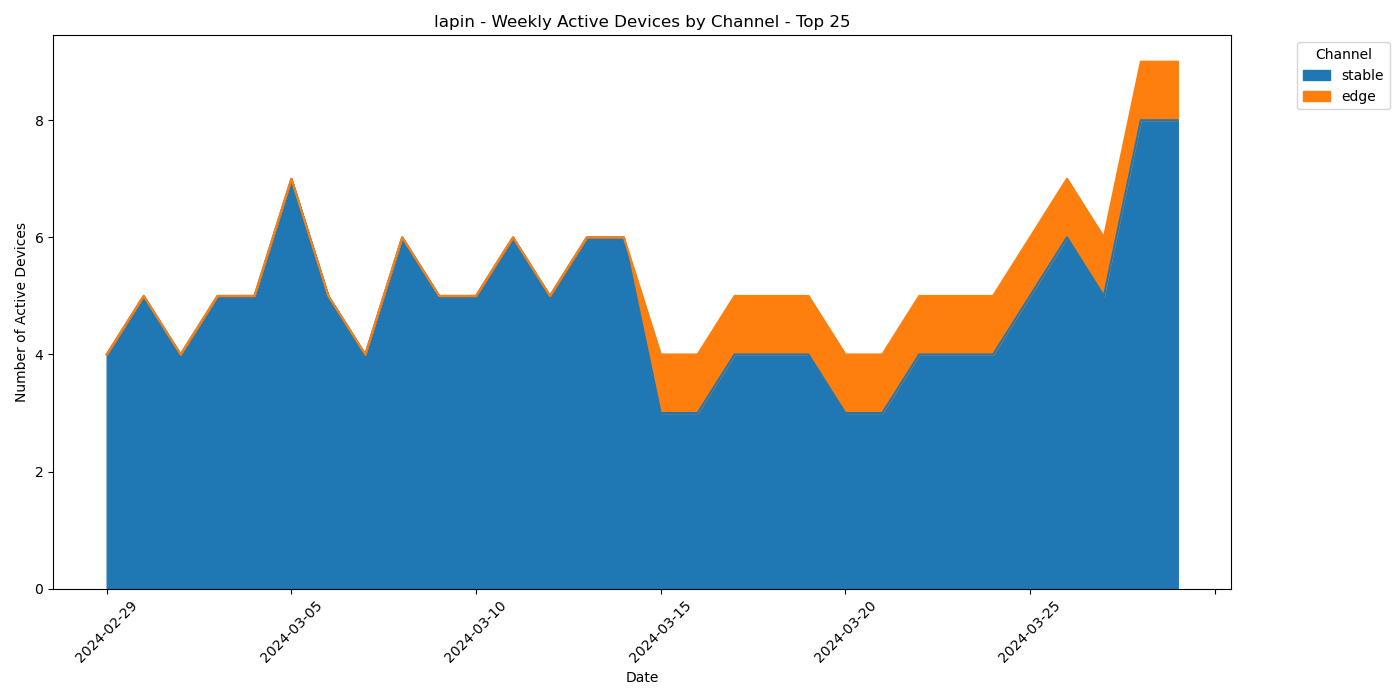 lapin - Weekly Active Devices by Channel - Top 25
Channel
stable
edge
Number of Active Devices
8
6
4
2
0
2024-02-29
2024-03-05
2024-03-10
2024-03-15
2024-03-20
2024-03-25
Date